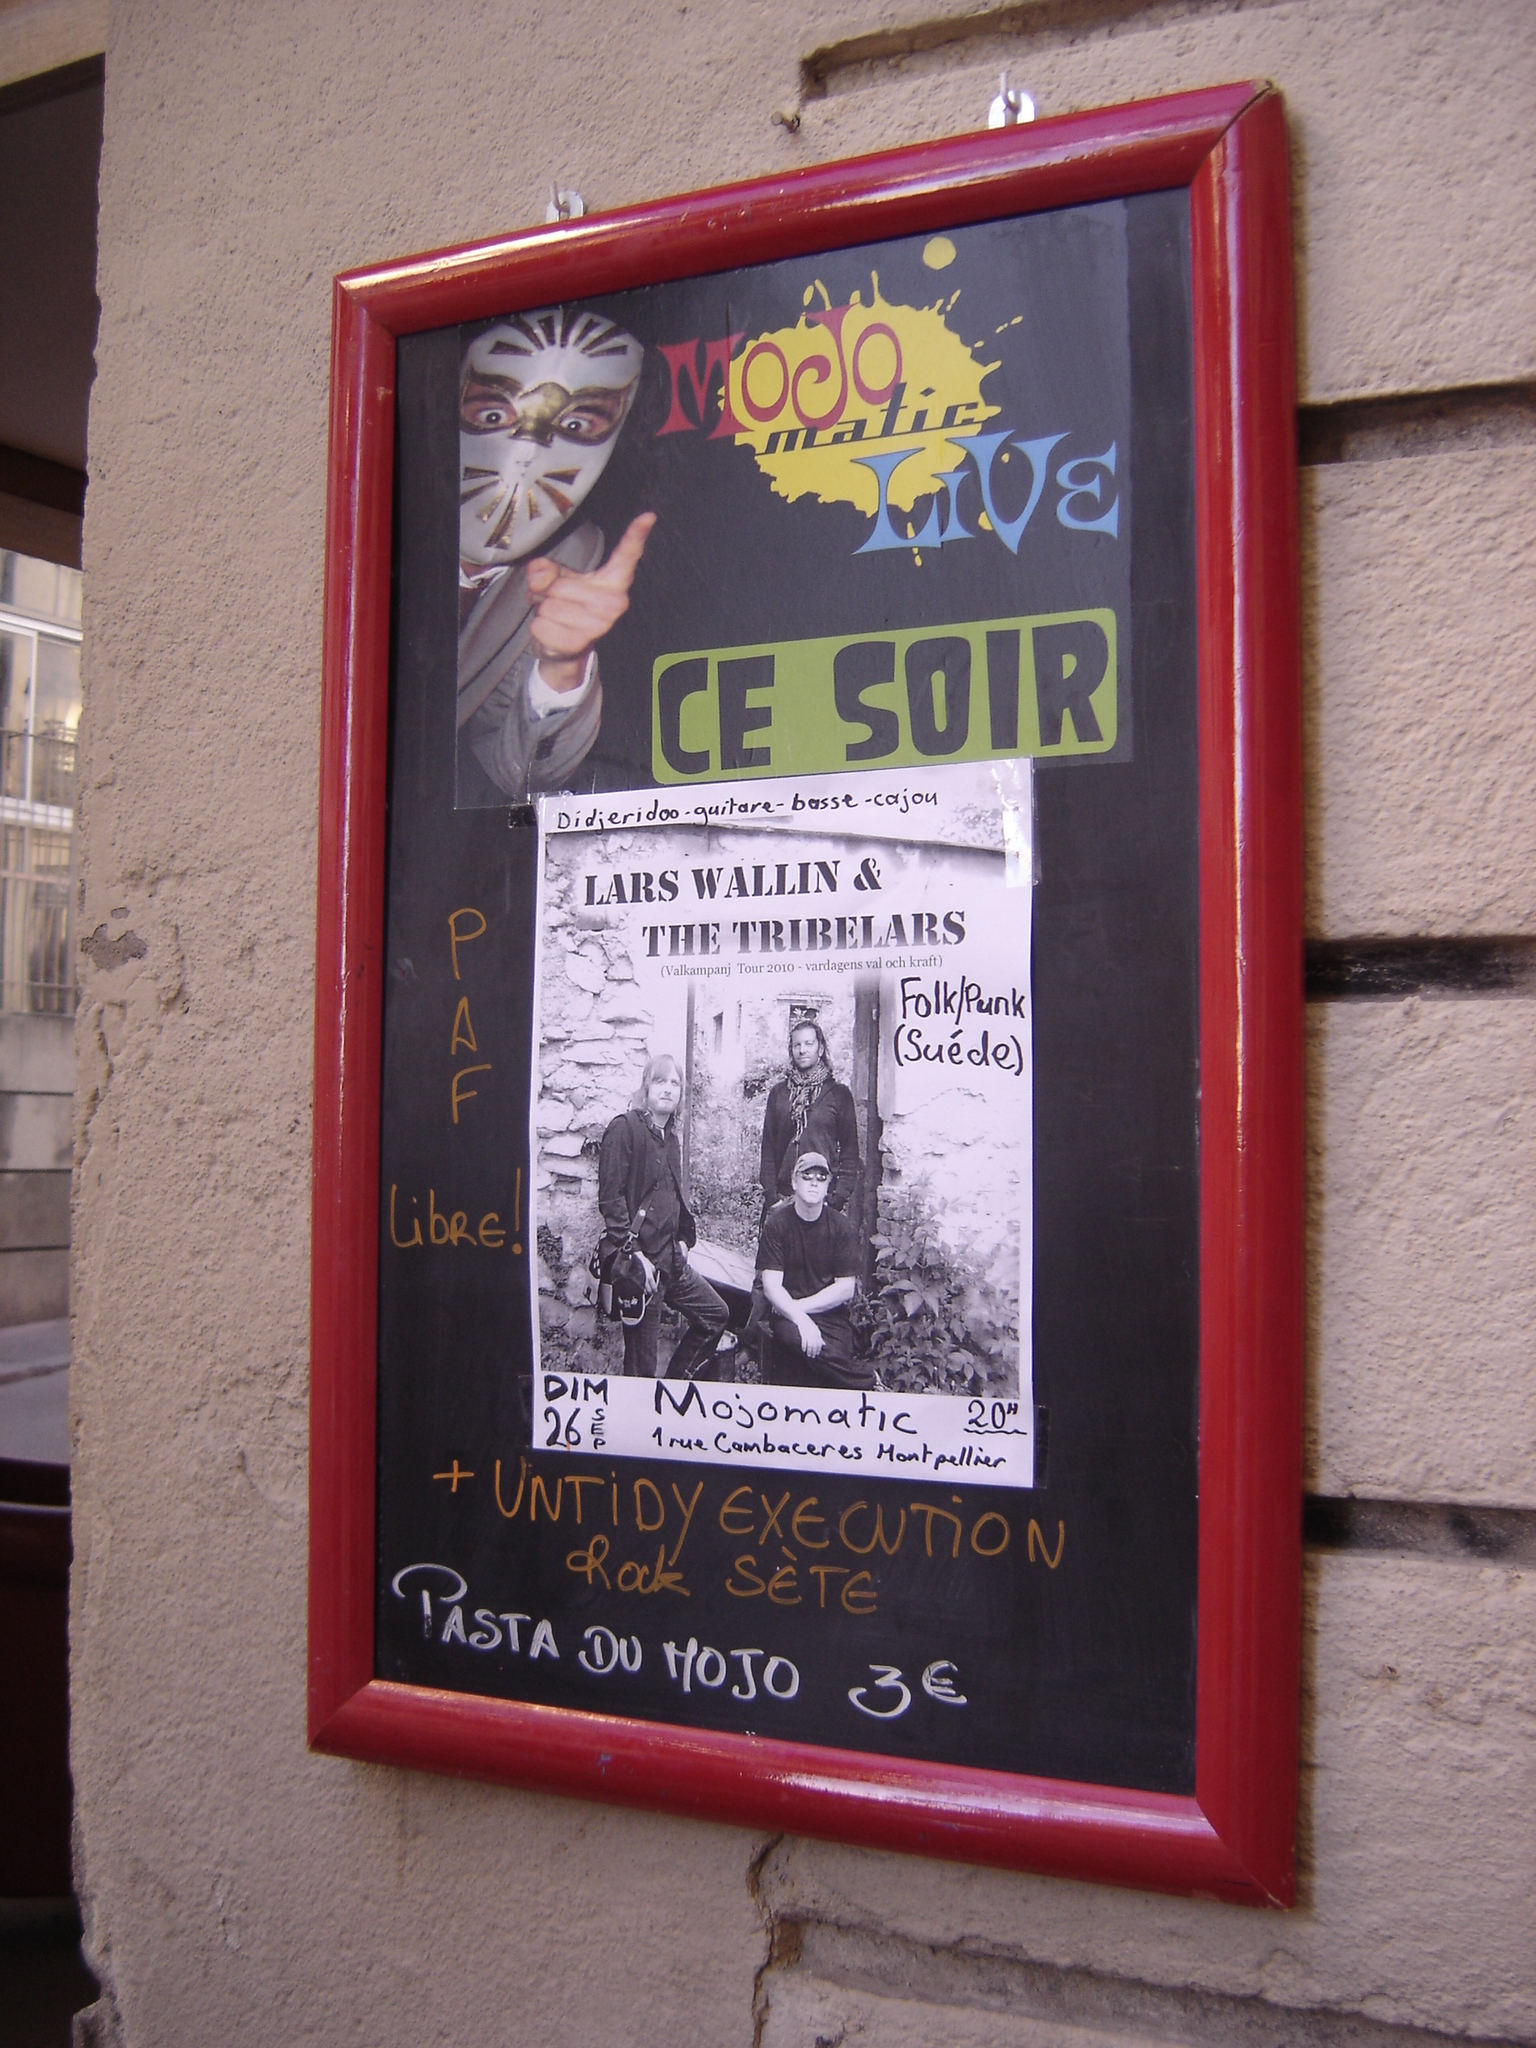 MOJO
matic
LiVE
CE SOIR
Didjeridoo-guitare-basse-cajou
LARS WALLIN &
THE TRIBELARS
(Valkampanj Tour 2010 - vardagens val och kraft)
Folk/Punk
(Suéde)
PAF
LIBRE!
DIM
26 SEP
Mojomatic
20H
1 rue Cambaceres Montpellier
+ UNTIDY EXECUTION
Rock SÈTE
PASTA DU MOJO 3€